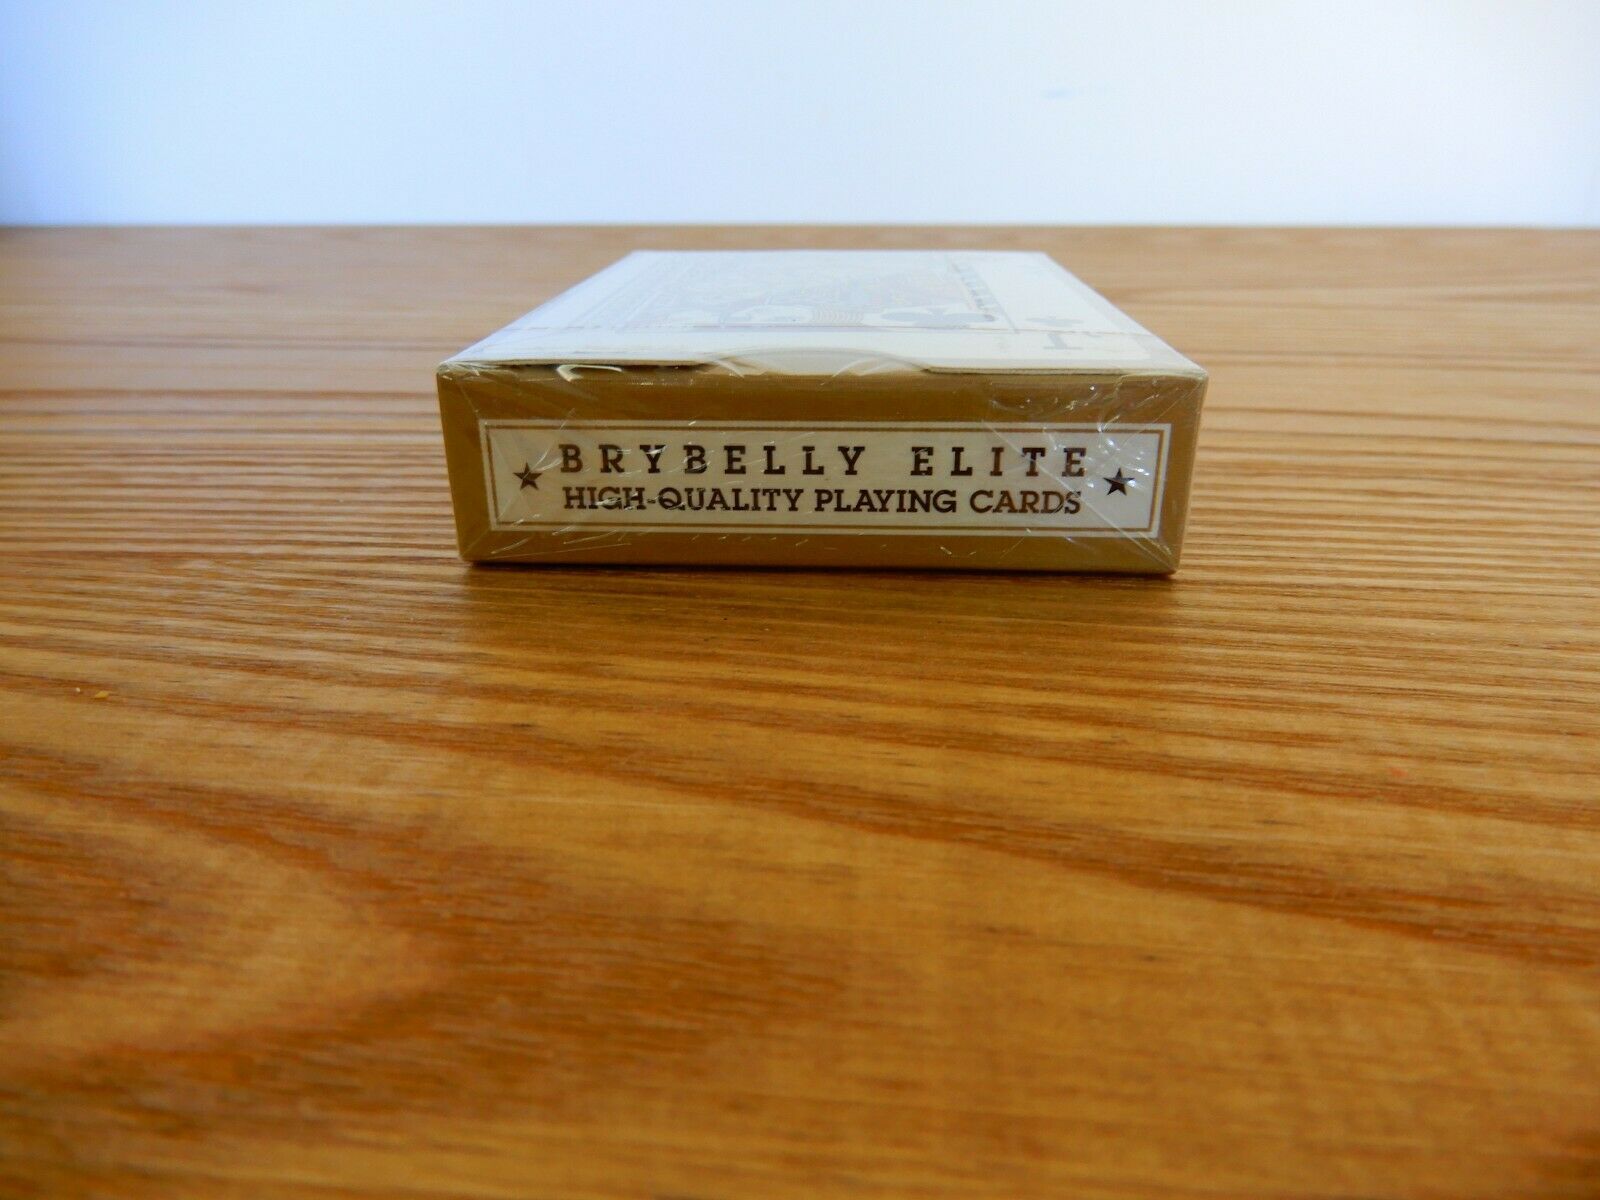 BRYBELLY ELITE
HIGH-QUALITY PLAYING CARDS